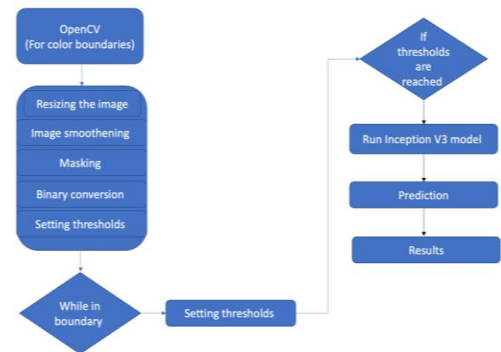 OpenCV
(For color boundaries)
Resizing the image
Image smoothening
Masking
Binary conversion
Setting thresholds
While in
boundary
Setting thresholds
If
thresholds
are
reached
Run Inception V3 model
Prediction
Results